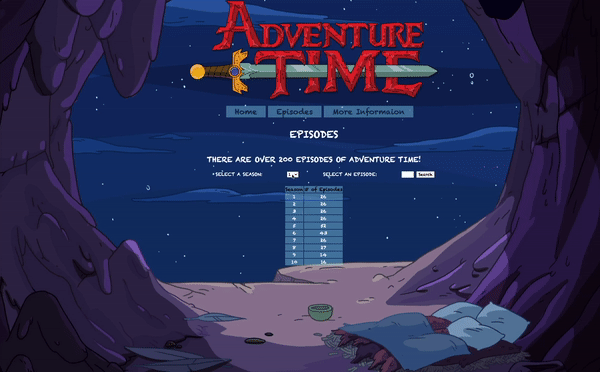 ADVENTURE
TIME
Home Episodes More Informaion
EPISODES
THERE ARE OVER 200 EPISODES OF ADVENTURE TIME!
*SELECT A SEASON: SELECT AN EPISODE: Search
Season # of Episodes
1 26
2 26
3 26
4 26
5 52
6 43
7 26
8 27
9 14
10 16